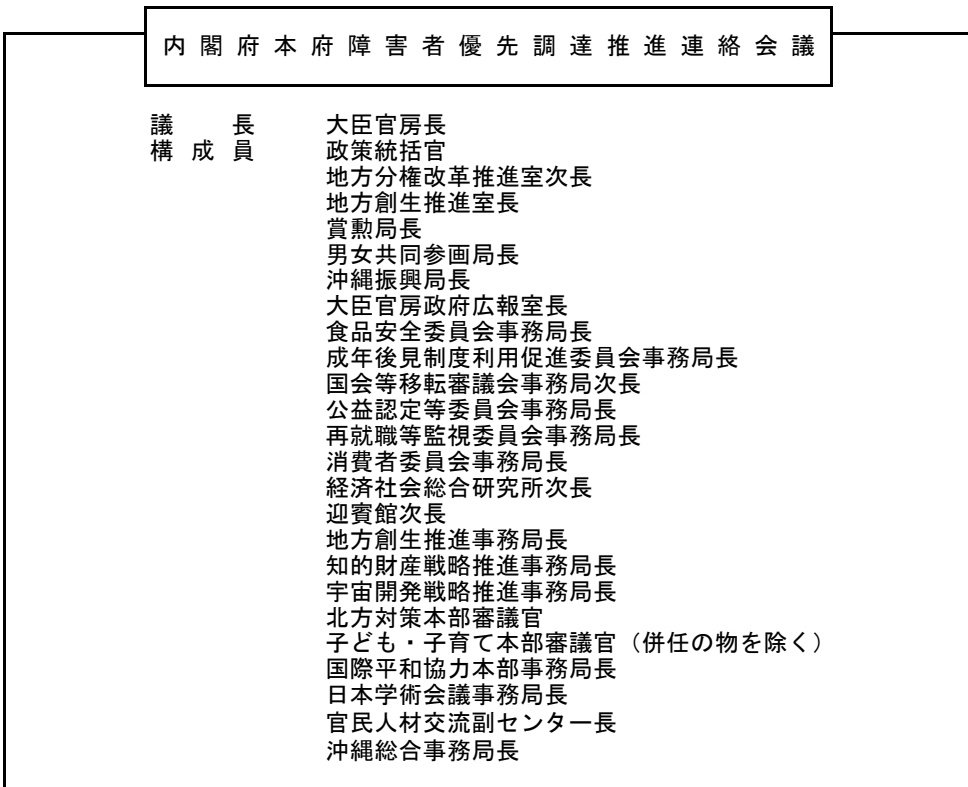 内閣府本府障害者優先調達推進連絡会議
議長 大臣官房長
構成員 政策統括官
地方分権改革推進室次長
地方創生推進室長
賞勲局長
男女共同参画局長
沖縄振興局長
大臣官房政府広報室長
食品安全委員会事務局長
成年後見制度利用促進委員会事務局長
国会等移転審議会事務局次長
公益認定等委員会事務局長
再就職等監視委員会事務局長
消費者委員会事務局長
経済社会総合研究所次長
迎賓館次長
地方創生推進事務局長
知的財産戦略推進事務局長
宇宙開発戦略推進事務局長
北方対策本部審議官
子ども・子育て本部審議官（併任の物を除く）
国際平和協力本部事務局長
日本学術会議事務局長
官民人材交流副センター長
沖縄総合事務局長